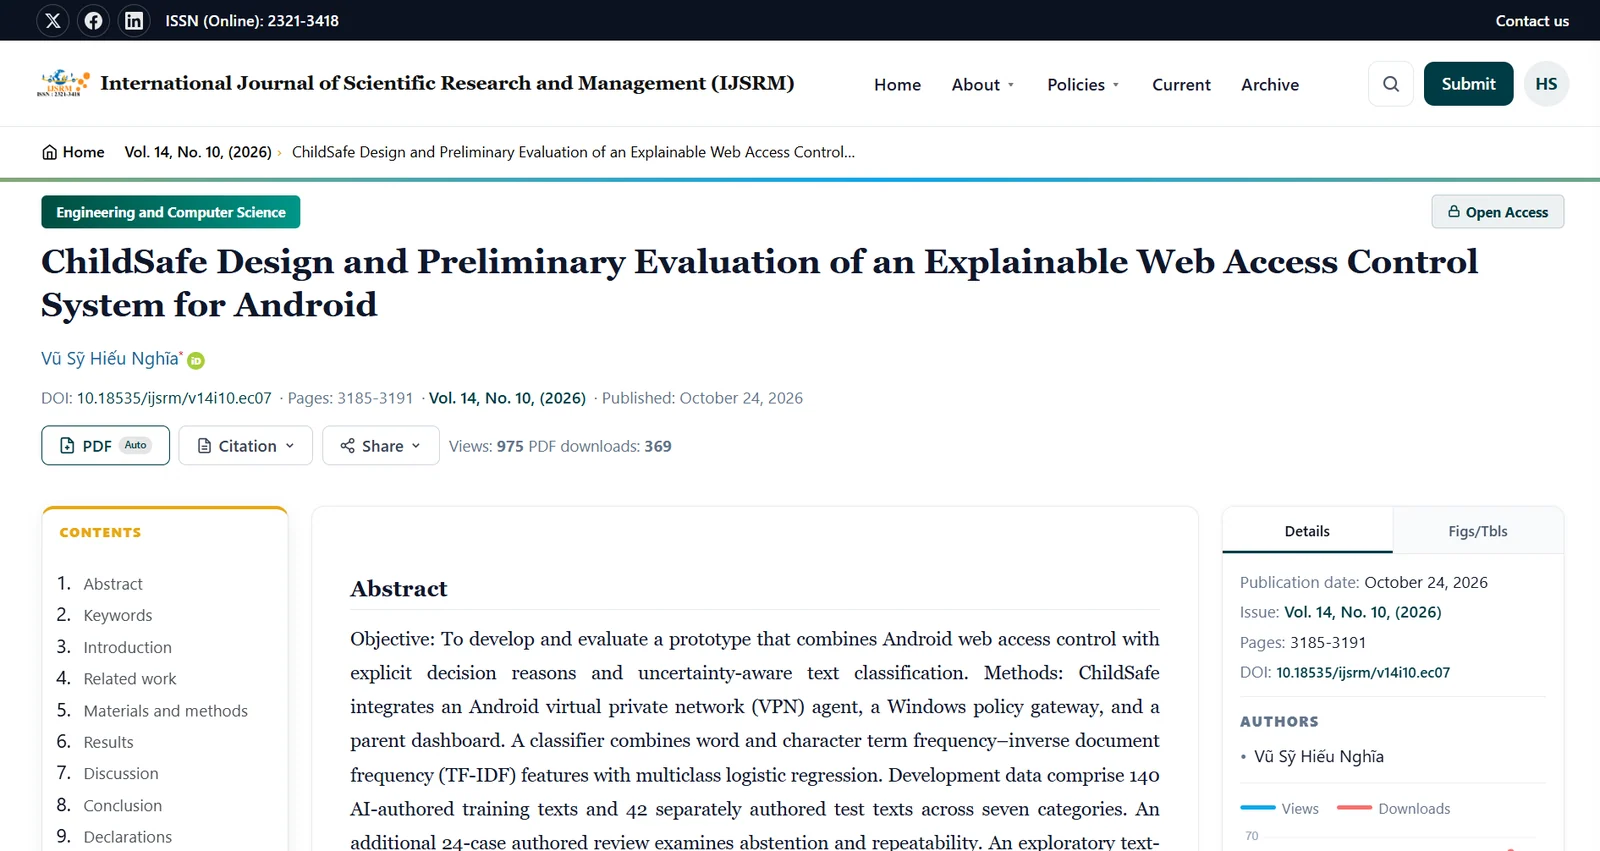 ISSN (Online): 2321-3418
Contact us
International Journal of Scientific Research and Management (IJSRM)
Home
About
Policies
Current
Archive
Submit
HS
Home
Vol. 14, No. 10, (2026) › ChildSafe Design and Preliminary Evaluation of an Explainable Web Access Control...
Engineering and Computer Science
Open Access
ChildSafe Design and Preliminary Evaluation of an Explainable Web Access Control
System for Android
Vũ Sỹ Hiếu Nghĩa* iD
DOI: 10.18535/ijsrm/v14i10.ec07 · Pages: 3185-3191 · Vol. 14, No. 10, (2026) · Published: October 24, 2026
PDF Auto
Citation
Share
Views: 975 PDF downloads: 369
CONTENTS
1. Abstract
2. Keywords
3. Introduction
4. Related work
5. Materials and methods
6. Results
7. Discussion
8. Conclusion
9. Declarations
Abstract
Objective: To develop and evaluate a prototype that combines Android web access control with
explicit decision reasons and uncertainty-aware text classification. Methods: ChildSafe
integrates an Android virtual private network (VPN) agent, a Windows policy gateway, and a
parent dashboard. A classifier combines word and character term frequency–inverse document
frequency (TF-IDF) features with multiclass logistic regression. Development data comprise 140
AI-authored training texts and 42 separately authored test texts across seven categories. An
additional 24-case authored review examines abstention and repeatability. An exploratory text-
Details
Figs/Tbls
Publication date: October 24, 2026
Issue: Vol. 14, No. 10, (2026)
Pages: 3185-3191
DOI: 10.18535/ijsrm/v14i10.ec07
AUTHORS
• Vũ Sỹ Hiếu Nghĩa
Views
Downloads
70